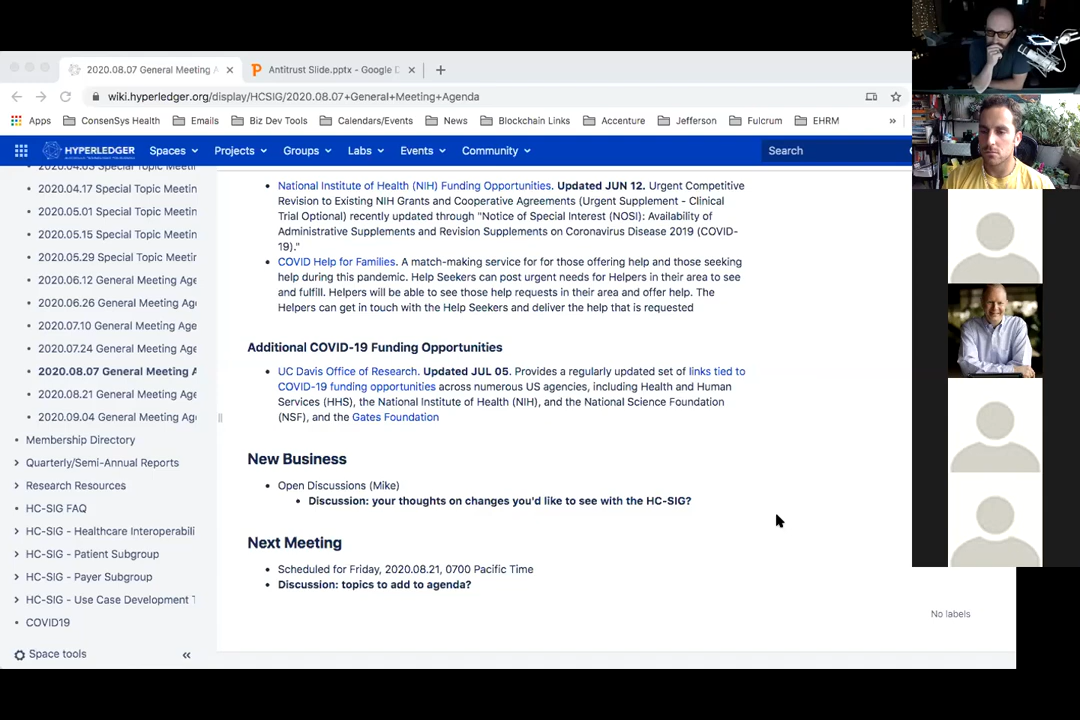 2020.08.07 General Meeting A
Antitrust Slide.pptx - Google D
wiki.hyperledger.org/display/HCSIG/2020.08.07+General+Meeting+Agenda
Apps
ConsenSys Health
Emails
Biz Dev Tools
Calendars/Events
News
Blockchain Links
Accenture
Jefferson
Fulcrum
EHRM
»
HYPERLEDGER
Spaces
Projects
Groups
Labs
Events
Community
Search
2020.04.03 Special Topic Meetin
2020.04.17 Special Topic Meetin
2020.05.01 Special Topic Meetin
2020.05.15 Special Topic Meetin
2020.05.29 Special Topic Meetin
2020.06.12 General Meeting Age
2020.06.26 General Meeting Age
2020.07.10 General Meeting Age
2020.07.24 General Meeting Age
2020.08.07 General Meeting A
2020.08.21 General Meeting Age
2020.09.04 General Meeting Age
Membership Directory
Quarterly/Semi-Annual Reports
Research Resources
HC-SIG FAQ
HC-SIG - Healthcare Interoperabili
HC-SIG - Patient Subgroup
HC-SIG - Payer Subgroup
HC-SIG - Use Case Development T
COVID19
Space tools
«
National Institute of Health (NIH) Funding Opportunities. Updated JUN 12. Urgent Competitive
Revision to Existing NIH Grants and Cooperative Agreements (Urgent Supplement - Clinical
Trial Optional) recently updated through "Notice of Special Interest (NOSI): Availability of
Administrative Supplements and Revision Supplements on Coronavirus Disease 2019 (COVID-
19)."
COVID Help for Families. A match-making service for for those offering help and those seeking
help during this pandemic. Help Seekers can post urgent needs for Helpers in their area to see
and fulfill. Helpers will be able to see those help requests in their area and offer help. The
Helpers can get in touch with the Help Seekers and deliver the help that is requested
Additional COVID-19 Funding Opportunities
UC Davis Office of Research. Updated JUL 05. Provides a regularly updated set of links tied to
COVID-19 funding opportunities across numerous US agencies, including Health and Human
Services (HHS), the National Institute of Health (NIH), and the National Science Foundation
(NSF), and the Gates Foundation
New Business
Open Discussions (Mike)
Discussion: your thoughts on changes you'd like to see with the HC-SIG?
Next Meeting
Scheduled for Friday, 2020.08.21, 0700 Pacific Time
Discussion: topics to add to agenda?
No labels